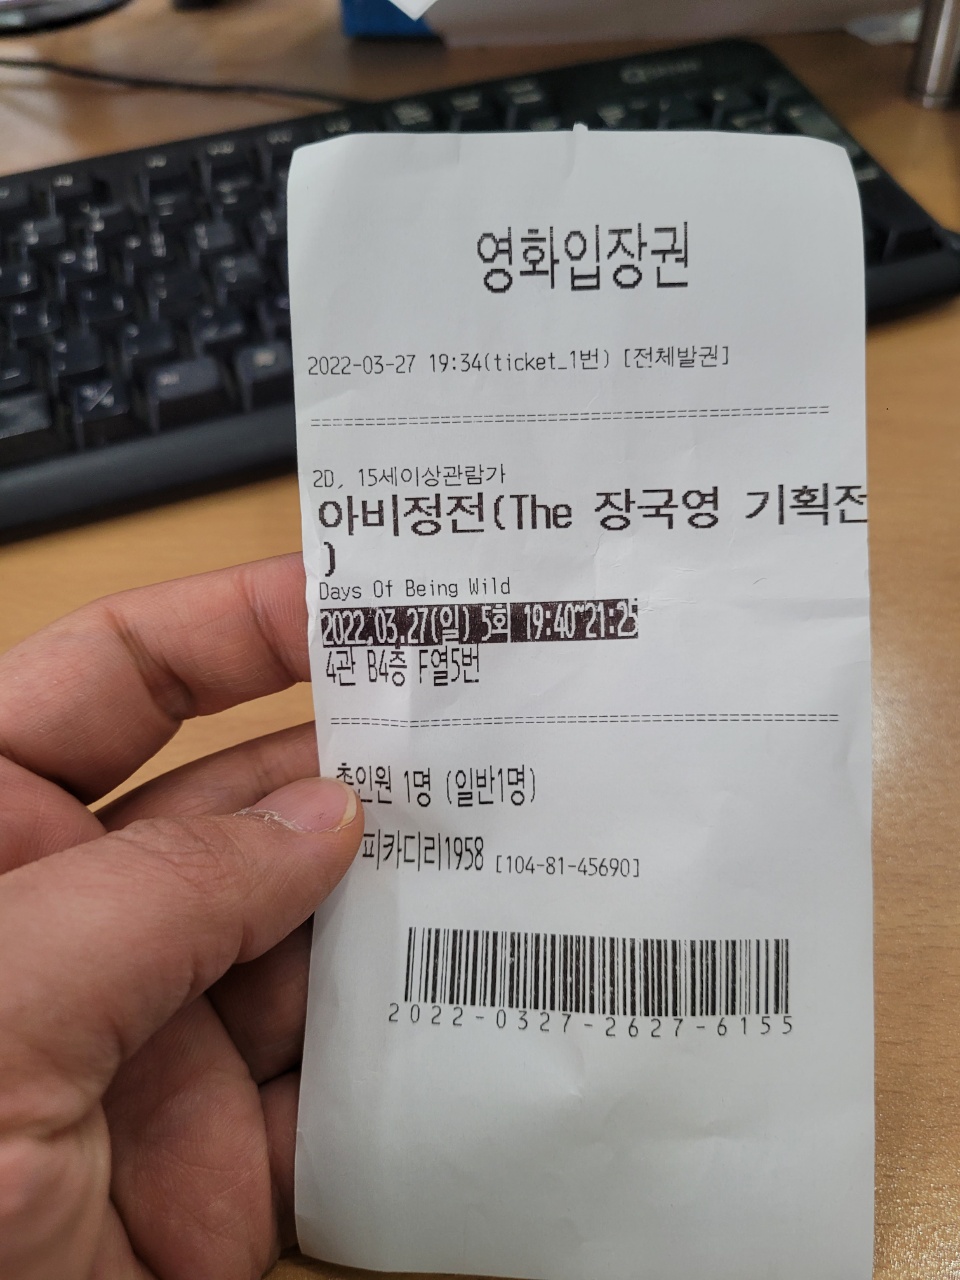 영화입장권
2022-03-27 19:34(ticket_1번) [전체발권]
==================================================
2D, 15세이상관람가
아비정전(The 장국영 기획전
)
Days Of Being Wild
2022.03.27(일) 5회 19:40~21:25
4관 B4층 F열5번
==================================================
총인원 1명 (일반1명)
피카디리1958 [104-81-45690]
2022-0327-2627-6155